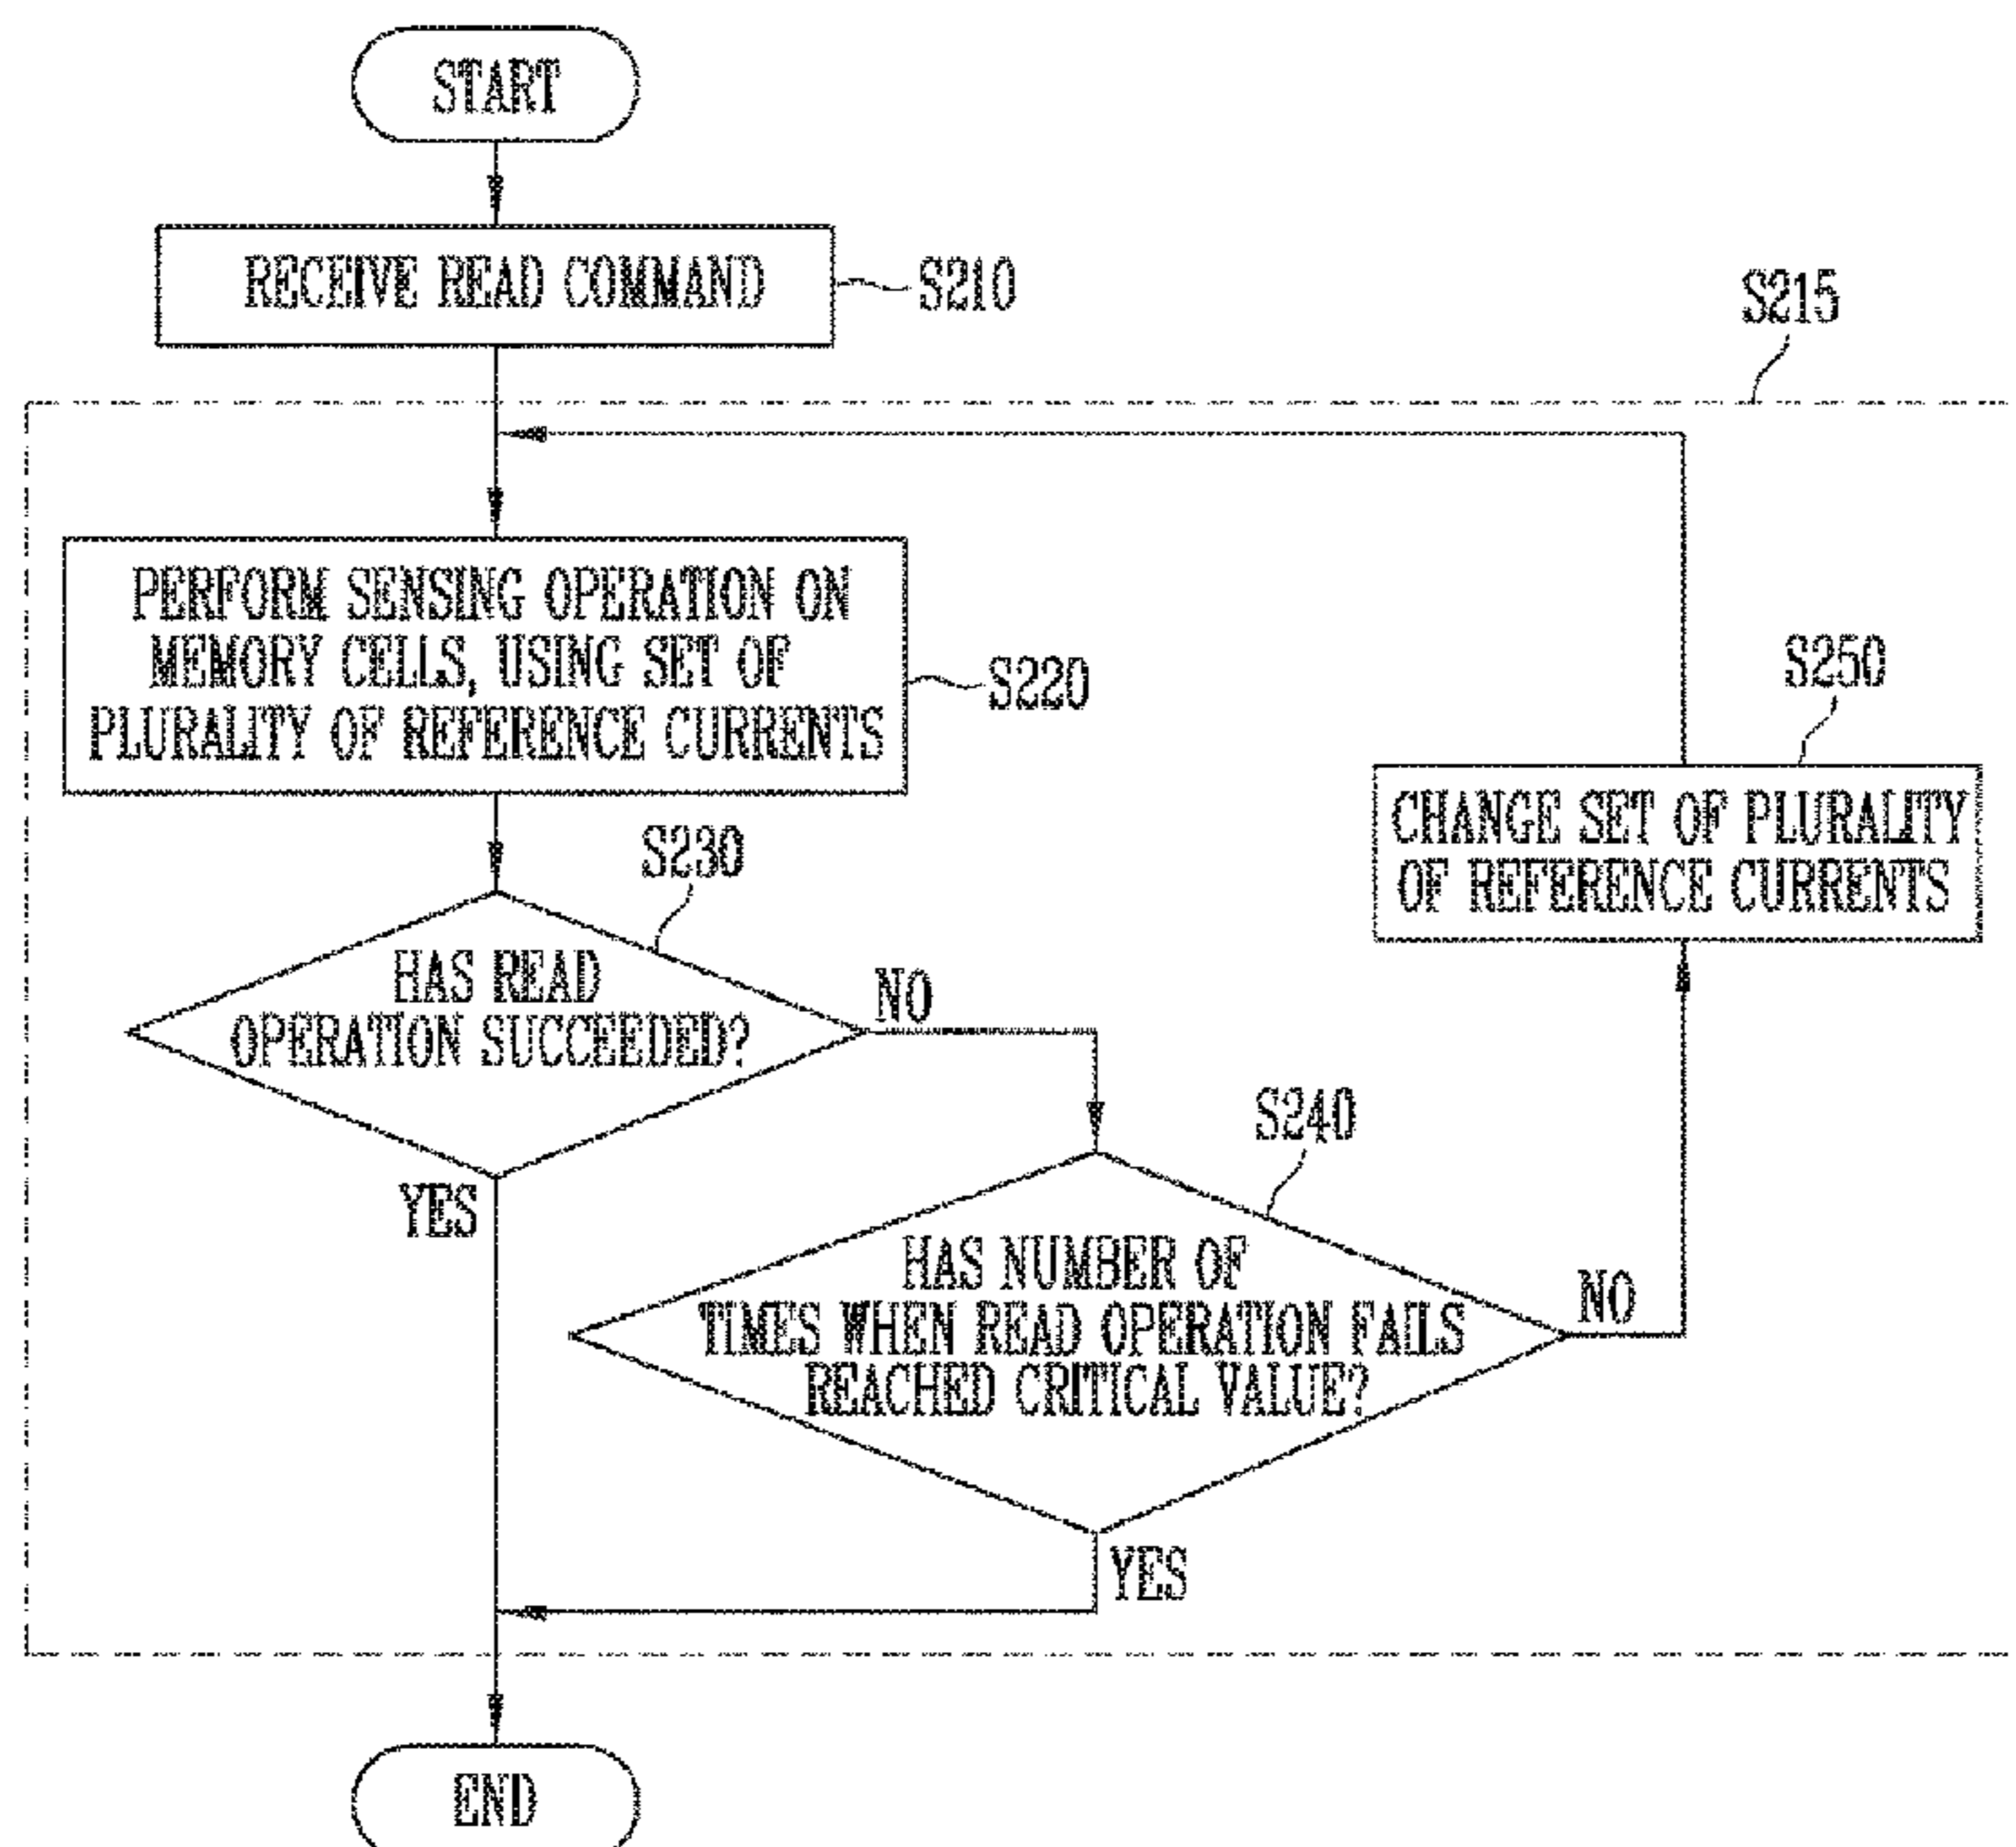 START
RECEIVE READ COMMAND
S210
S215
PERFORM SENSING OPERATION ON
MEMORY CELLS, USING SET OF
PLURALITY OF REFERENCE CURRENTS
S220
S250
CHANGE SET OF PLURALITY
OF REFERENCE CURRENTS
S230
HAS READ
OPERATION SUCCEEDED?
NO
YES
S240
HAS NUMBER OF
TIMES WHEN READ OPERATION FAILS
REACHED CRITICAL VALUE?
NO
YES
END